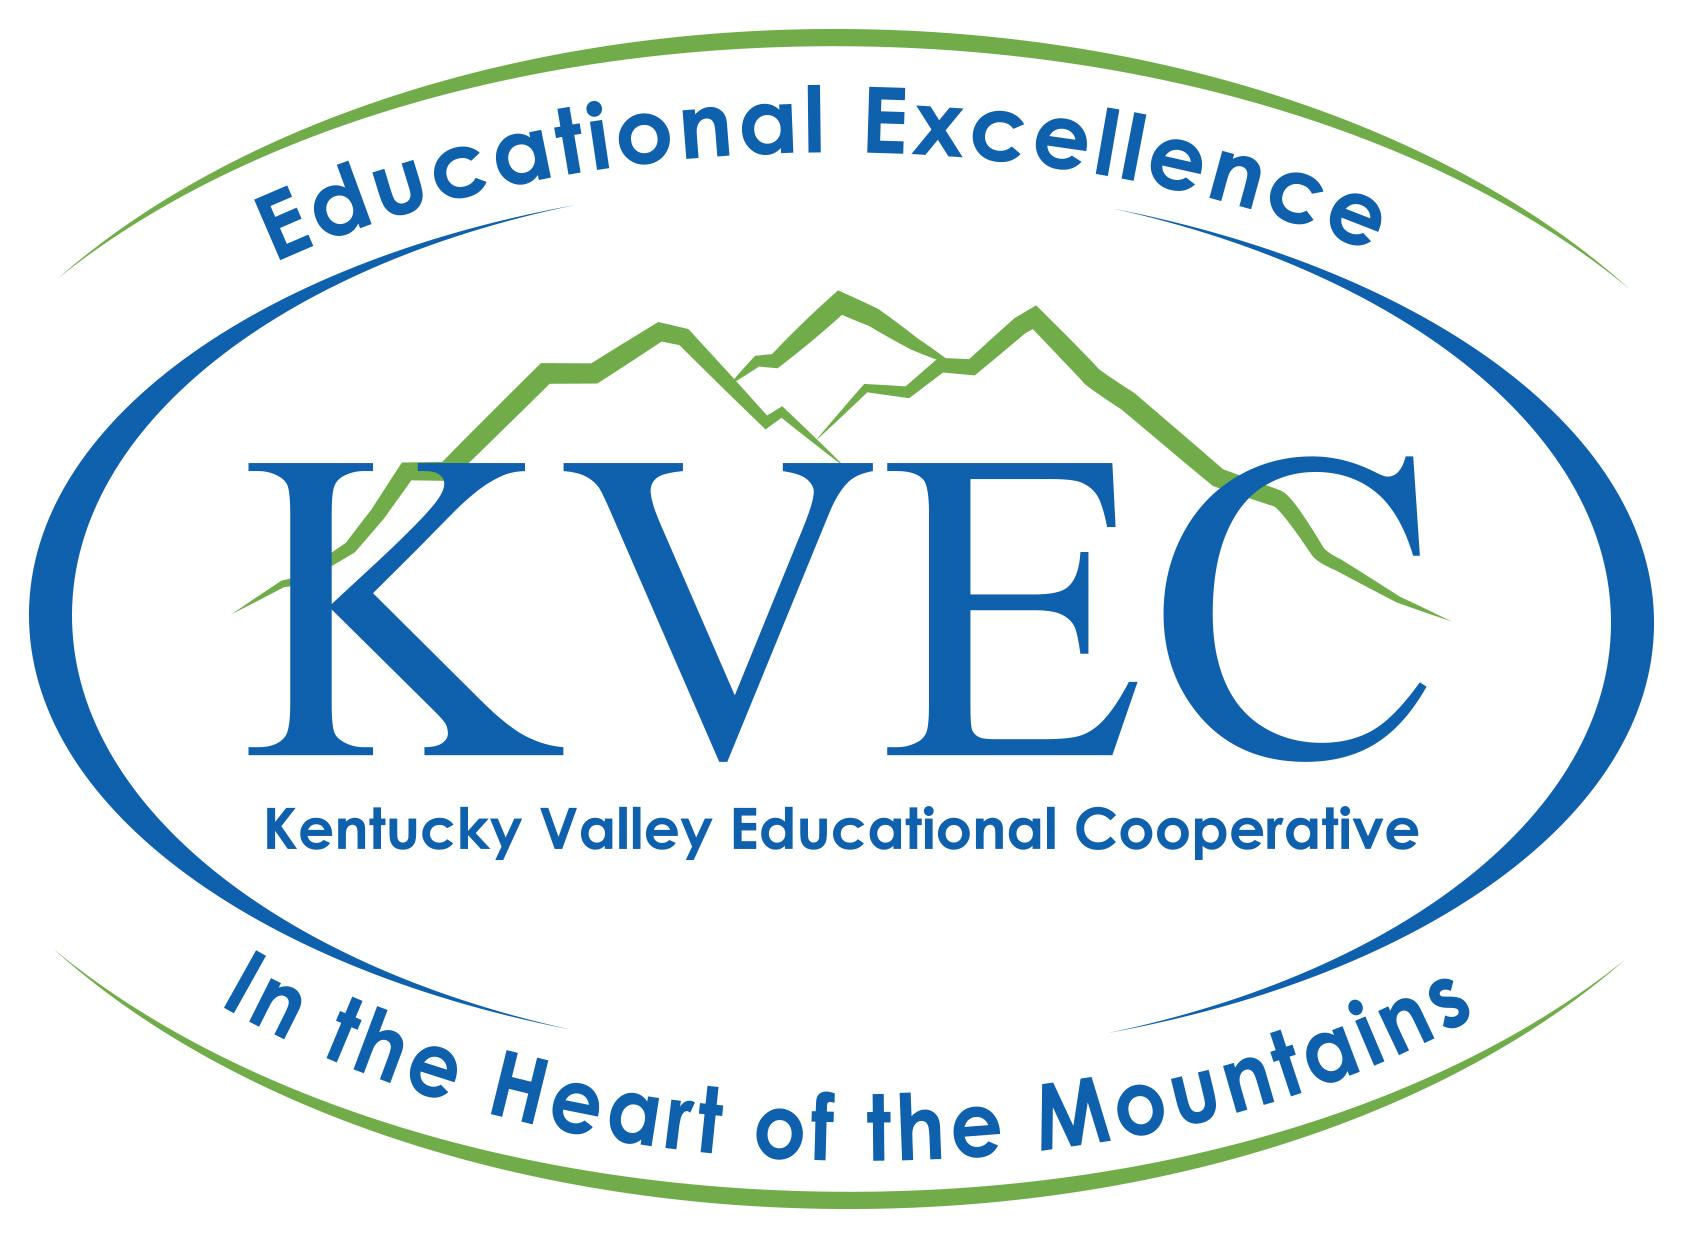 Educational Excellence
KVEC
Kentucky Valley Educational Cooperative
In the Heart of the Mountains